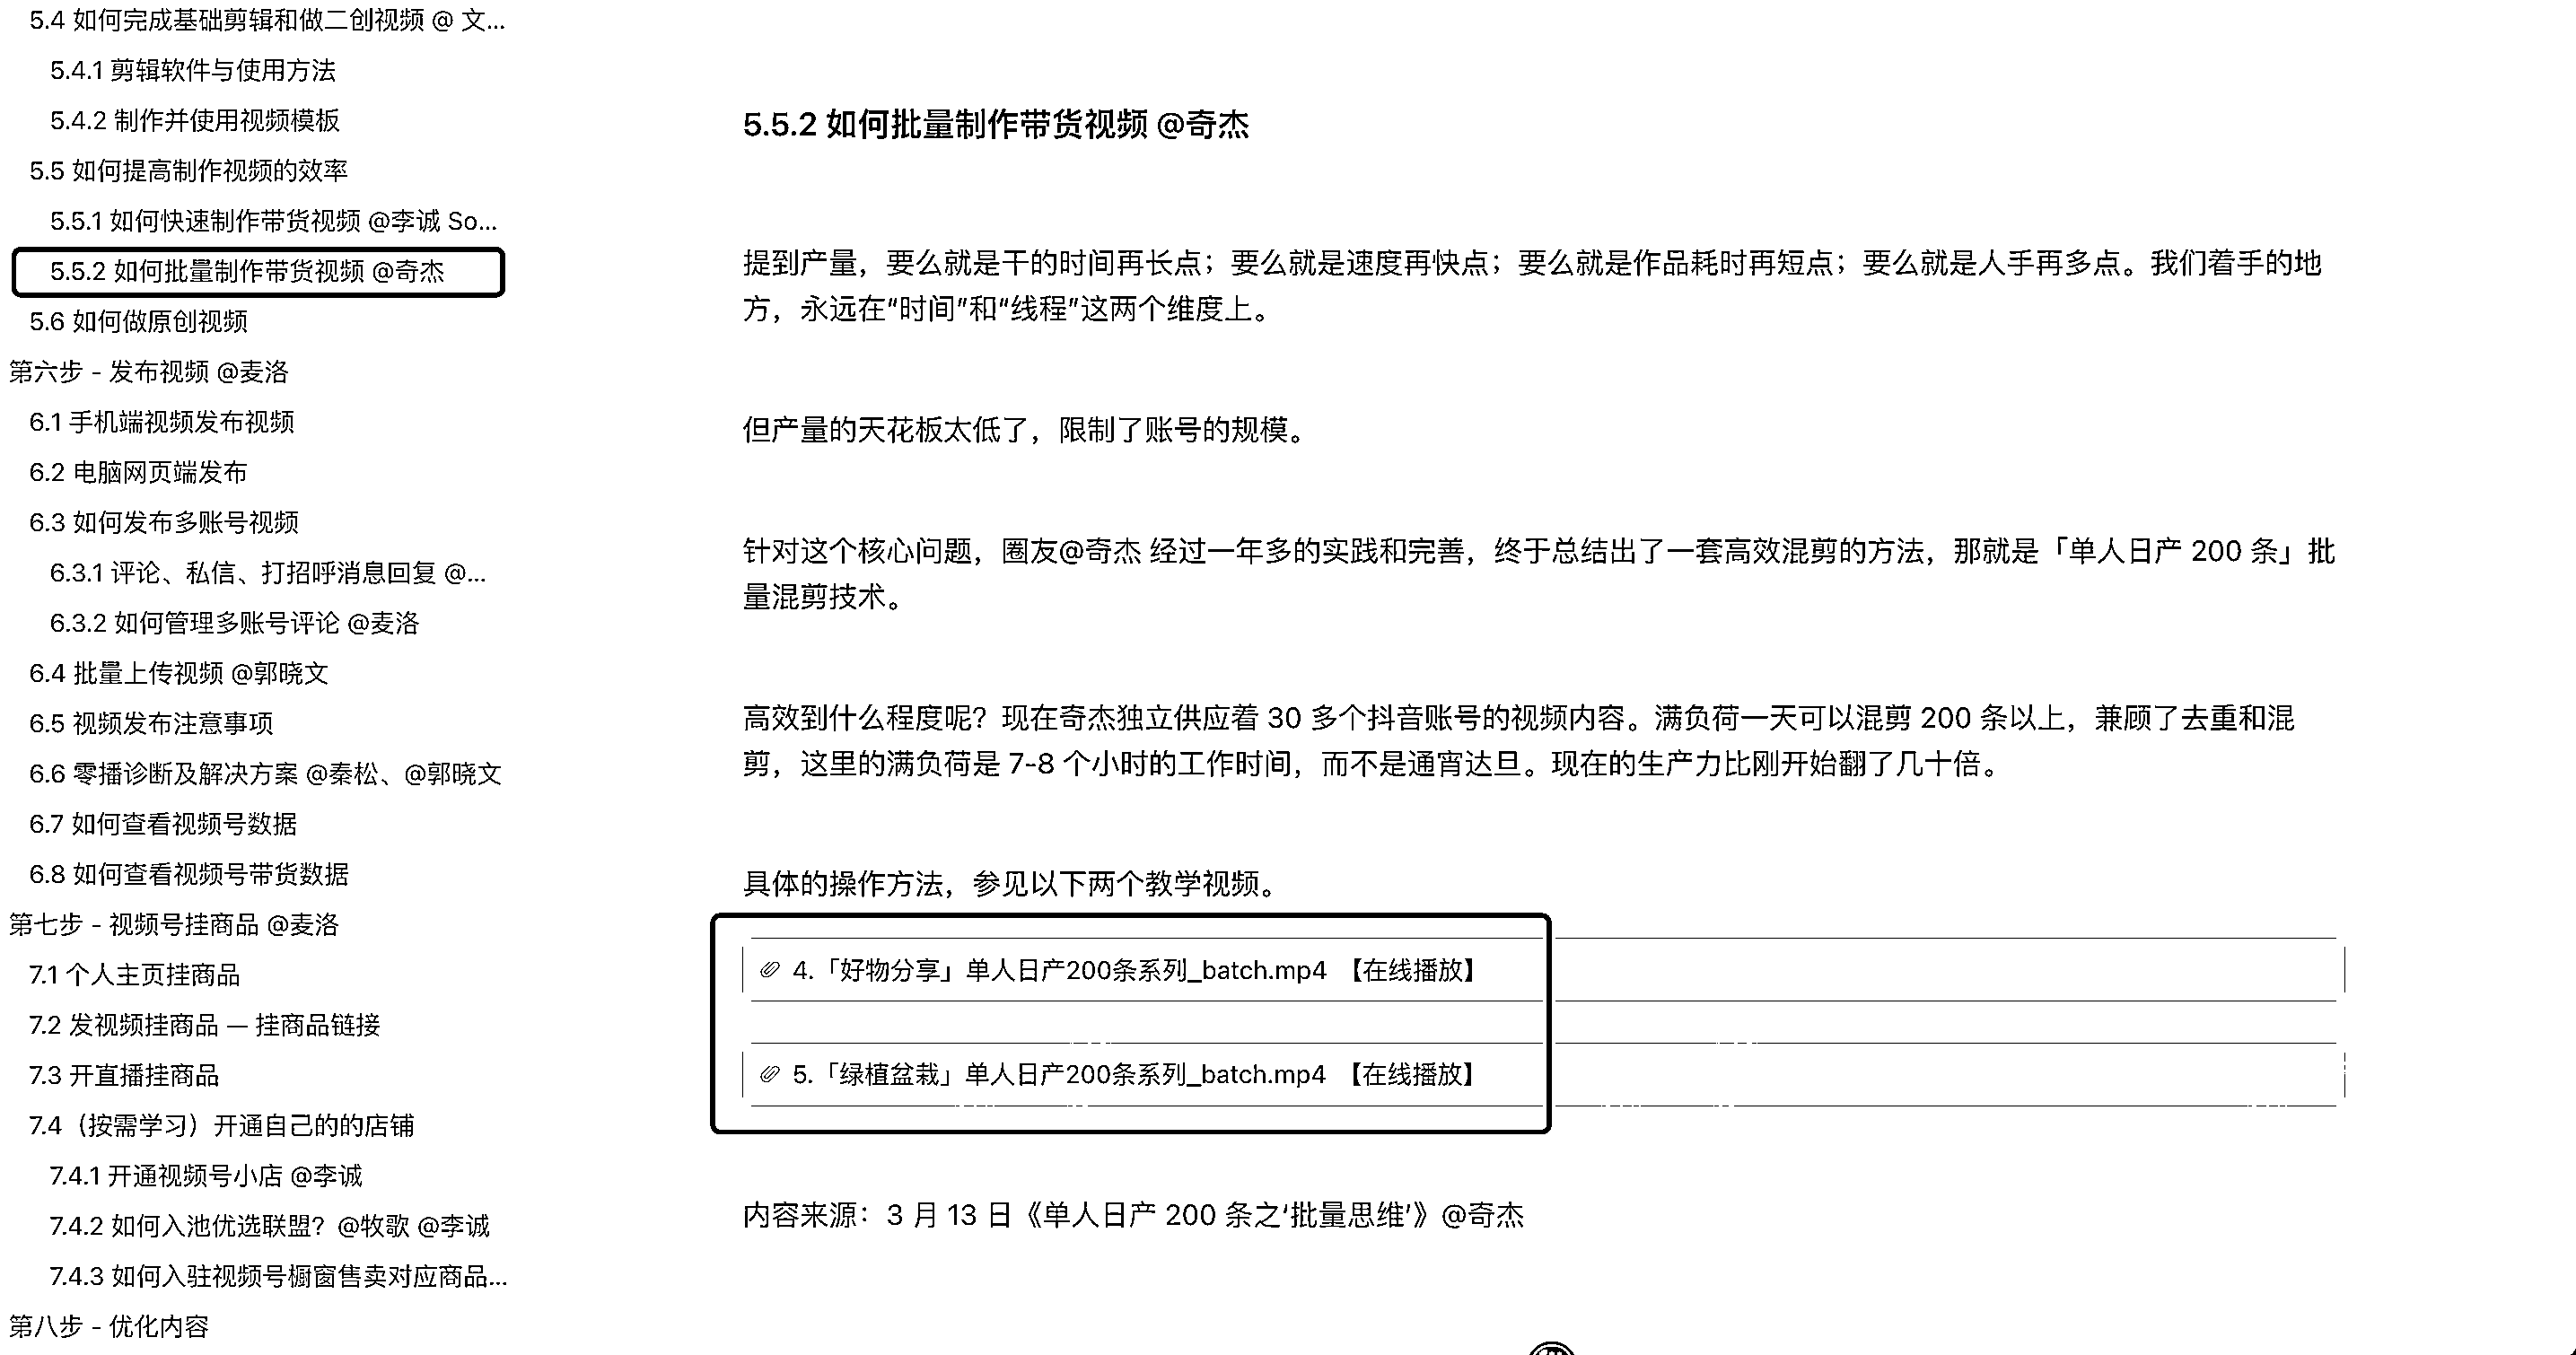 5.4 如何完成基础剪辑和做二创视频 @ 文...
5.4.1 剪辑软件与使用方法
5.4.2 制作并使用视频模板
5.5 如何提高制作视频的效率
5.5.1 如何快速制作带货视频 @李诚 So...
5.5.2 如何批量制作带货视频 @奇杰
5.6 如何做原创视频
第六步 - 发布视频 @麦洛
6.1 手机端视频发布视频
6.2 电脑网页端发布
6.3 如何发布多账号视频
6.3.1 评论、私信、打招呼消息回复 @...
6.3.2 如何管理多账号评论 @麦洛
6.4 批量上传视频 @郭晓文
6.5 视频发布注意事项
6.6 零播诊断及解决方案 @秦松、@郭晓文
6.7 如何查看视频号数据
6.8 如何查看视频号带货数据
第七步 - 视频号挂商品 @麦洛
7.1 个人主页挂商品
7.2 发视频挂商品 — 挂商品链接
7.3 开直播挂商品
7.4（按需学习）开通自己的的店铺
7.4.1 开通视频号小店 @李诚
7.4.2 如何入池优选联盟？@牧歌 @李诚
7.4.3 如何入驻视频号橱窗售卖对应商品...
第八步 - 优化内容
5.5.2 如何批量制作带货视频 @奇杰
提到产量，要么就是干的时间再长点；要么就是速度再快点；要么就是作品耗时再短点；要么就是人手再多点。我们着手的地
方，永远在“时间”和“线程”这两个维度上。
但产量的天花板太低了，限制了账号的规模。
针对这个核心问题，圈友@奇杰 经过一年多的实践和完善，终于总结出了一套高效混剪的方法，那就是「单人日产 200 条」批
量混剪技术。
高效到什么程度呢？现在奇杰独立供应着 30 多个抖音账号的视频内容。满负荷一天可以混剪 200 条以上，兼顾了去重和混
剪，这里的满负荷是 7-8 个小时的工作时间，而不是通宵达旦。现在的生产力比刚开始翻了几十倍。
具体的操作方法，参见以下两个教学视频。
4.「好物分享」单人日产200条系列_batch.mp4 【在线播放】
5.「绿植盆栽」单人日产200条系列_batch.mp4 【在线播放】
内容来源：3 月 13 日《单人日产 200 条之‘批量思维’》@奇杰